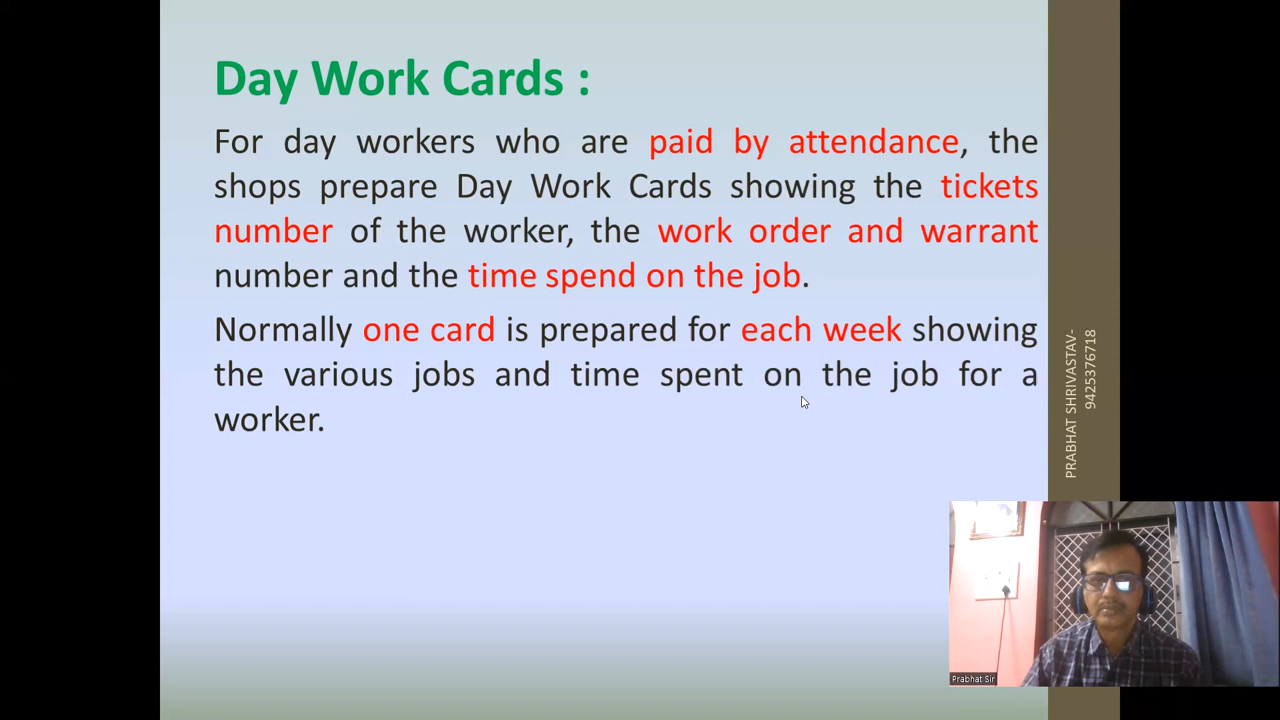 Day Work Cards :
For day workers who are paid by attendance, the
shops prepare Day Work Cards showing the tickets
number of the worker, the work order and warrant
number and the time spend on the job.
Normally one card is prepared for each week showing
the various jobs and time spent on the job for a
worker.
PRABHAT SHRIVASTAV-
9425376718
Prabhat Sir